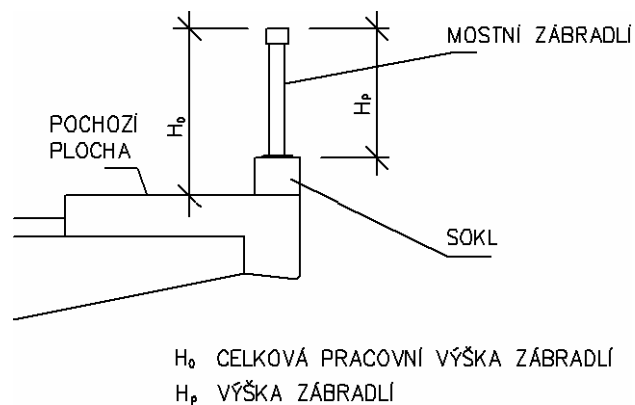 MOSTNÍ ZÁBRADLÍ
H₀
Hₚ
POCHOZÍ
PLOCHA
SOKL
H₀ CELKOVÁ PRACOVNÍ VÝŠKA ZÁBRADLÍ
Hₚ VÝŠKA ZÁBRADLÍ